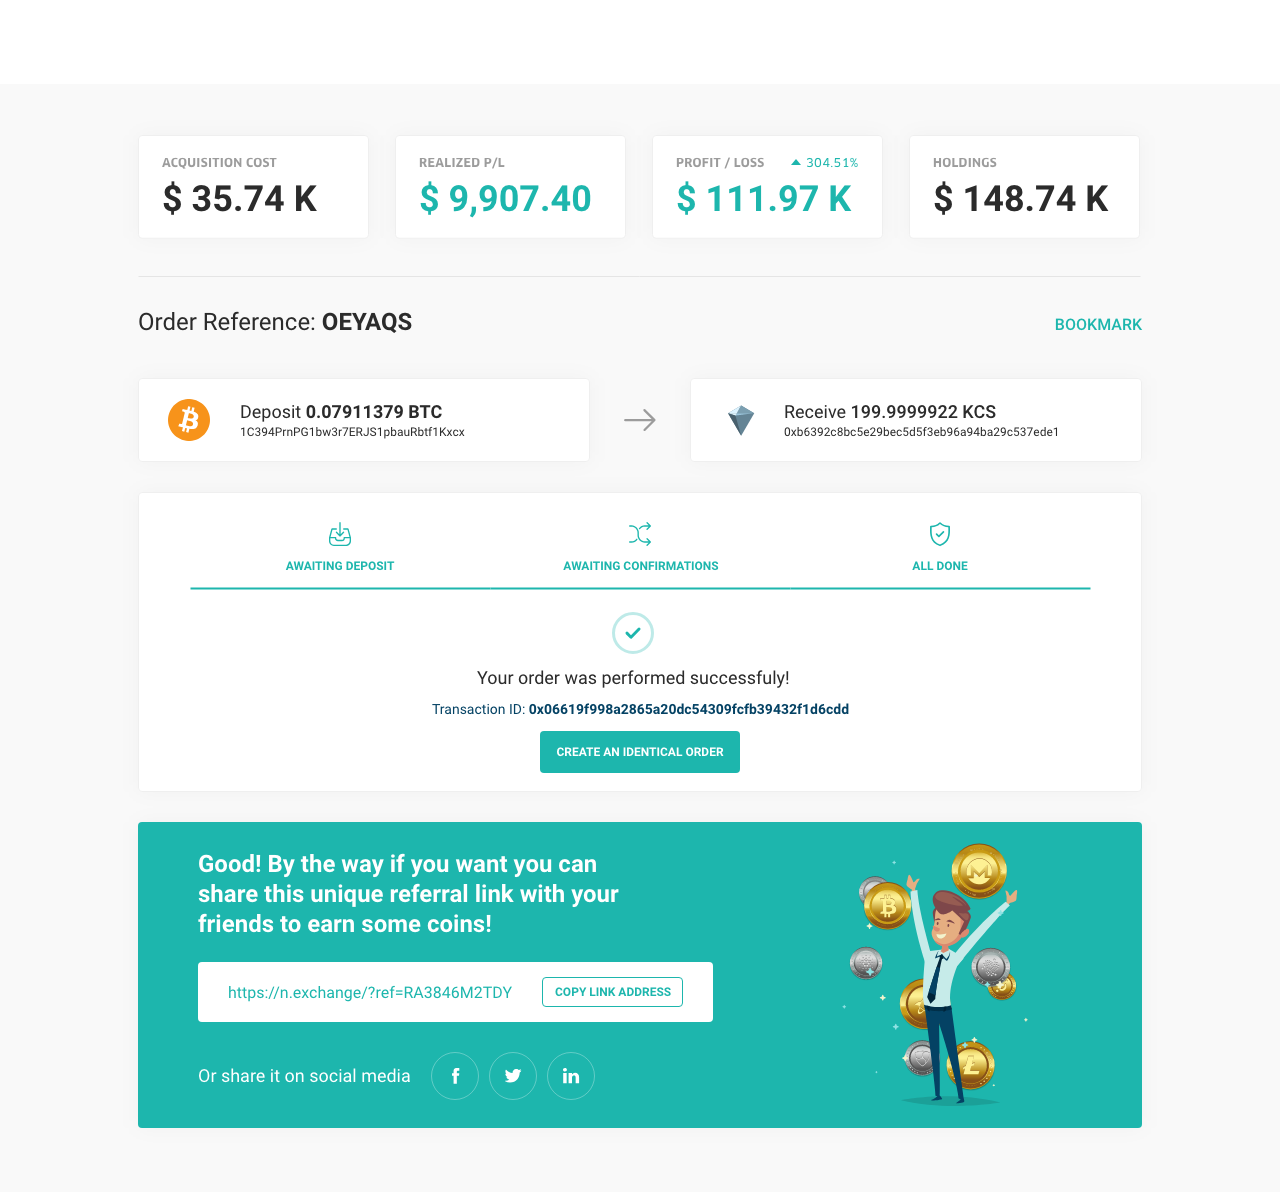 ACQUISITION COST
$ 35.74 K
REALIZED P/L
$ 9,907.40
PROFIT / LOSS 304.51%
$ 111.97 K
HOLDINGS
$ 148.74 K
Order Reference: OEYAQS
BOOKMARK
Deposit 0.07911379 BTC
1C394PrnPG1bw3r7ERJS1pbauRbtf1Kxcx
Receive 199.9999922 KCS
0xb6392c8bc5e29bec5d5f3eb96a94ba29c537ede1
AWAITING DEPOSIT
AWAITING CONFIRMATIONS
ALL DONE
Your order was performed successfuly!
Transaction ID: 0x06619f998a2865a20dc54309fcfb39432f1d6cdd
CREATE AN IDENTICAL ORDER
Good! By the way if you want you can
share this unique referral link with your
friends to earn some coins!
https://n.exchange/?ref=RA3846M2TDY
COPY LINK ADDRESS
Or share it on social media